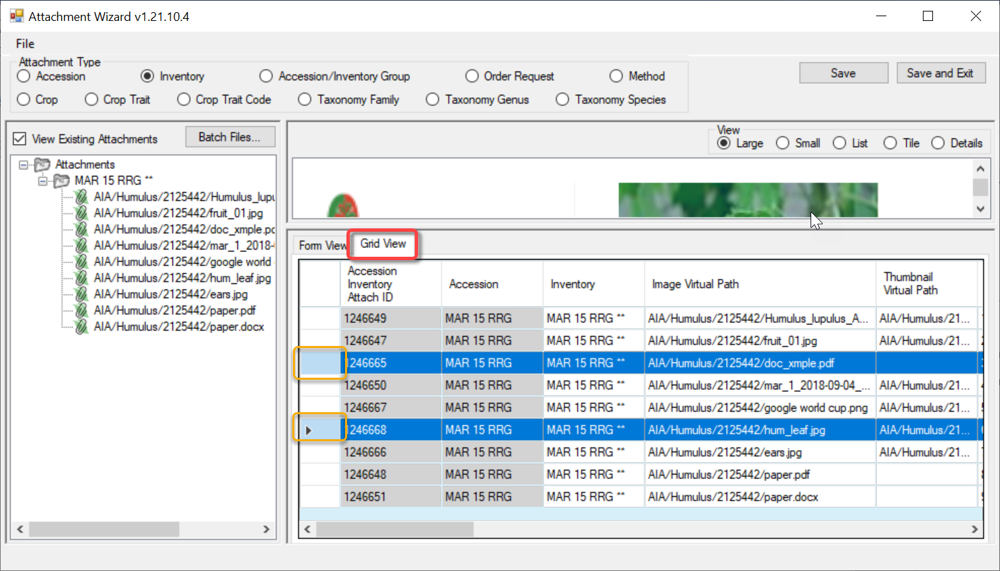 Attachment Wizard v1.21.10.4
File
Attachment Type
Accession Inventory Accession/Inventory Group Order Request Method
Crop Crop Trait Crop Trait Code Taxonomy Family Taxonomy Genus Taxonomy Species
Save Save and Exit
View Existing Attachments Batch Files...
Attachments
MAR 15 RRG **
AIA/Humulus/2125442/Humulus_lupu
AIA/Humulus/2125442/fruit_01.jpg
AIA/Humulus/2125442/doc_xmple.pd
AIA/Humulus/2125442/mar_1_2018-
AIA/Humulus/2125442/google world
AIA/Humulus/2125442/hum_leaf.jpg
AIA/Humulus/2125442/ears.jpg
AIA/Humulus/2125442/paper.pdf
AIA/Humulus/2125442/paper.docx
View
Large Small List Tile Details
Form View Grid View
Accession Inventory Attach ID Accession Inventory Image Virtual Path Thumbnail Virtual Path
1246649 MAR 15 RRG MAR 15 RRG ** AIA/Humulus/2125442/Humulus_lupulus_A... AIA/Humulus/21...
1246647 MAR 15 RRG MAR 15 RRG ** AIA/Humulus/2125442/fruit_01.jpg AIA/Humulus/21...
1246665 MAR 15 RRG MAR 15 RRG ** AIA/Humulus/2125442/doc_xmple.pdf
1246650 MAR 15 RRG MAR 15 RRG ** AIA/Humulus/2125442/mar_1_2018-09-04_... AIA/Humulus/21...
1246667 MAR 15 RRG MAR 15 RRG ** AIA/Humulus/2125442/google world cup.png AIA/Humulus/21...
1246668 MAR 15 RRG MAR 15 RRG ** AIA/Humulus/2125442/hum_leaf.jpg AIA/Humulus/21...
1246666 MAR 15 RRG MAR 15 RRG ** AIA/Humulus/2125442/ears.jpg AIA/Humulus/21...
1246648 MAR 15 RRG MAR 15 RRG ** AIA/Humulus/2125442/paper.pdf
1246651 MAR 15 RRG MAR 15 RRG ** AIA/Humulus/2125442/paper.docx